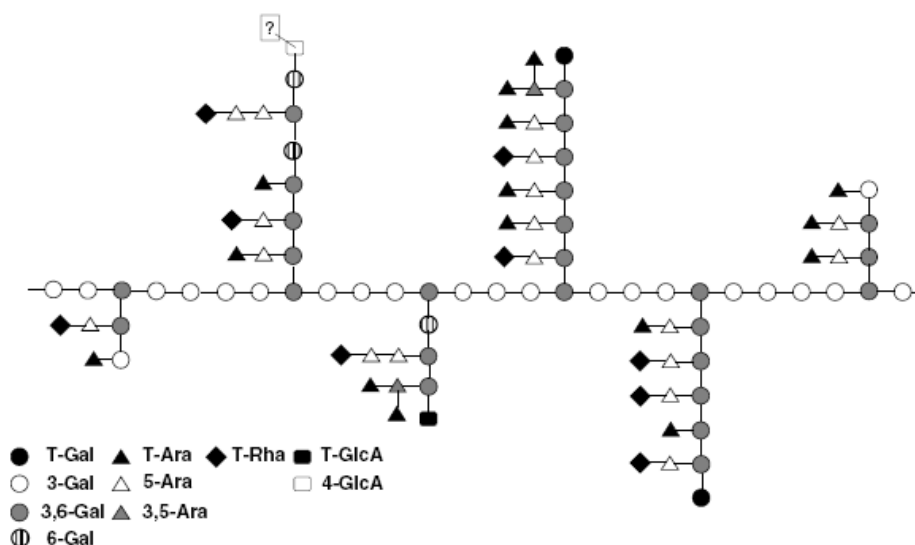 ?
T-Gal T-Ara T-Rha T-GlcA
3-Gal 5-Ara 4-GlcA
3,6-Gal 3,5-Ara
6-Gal